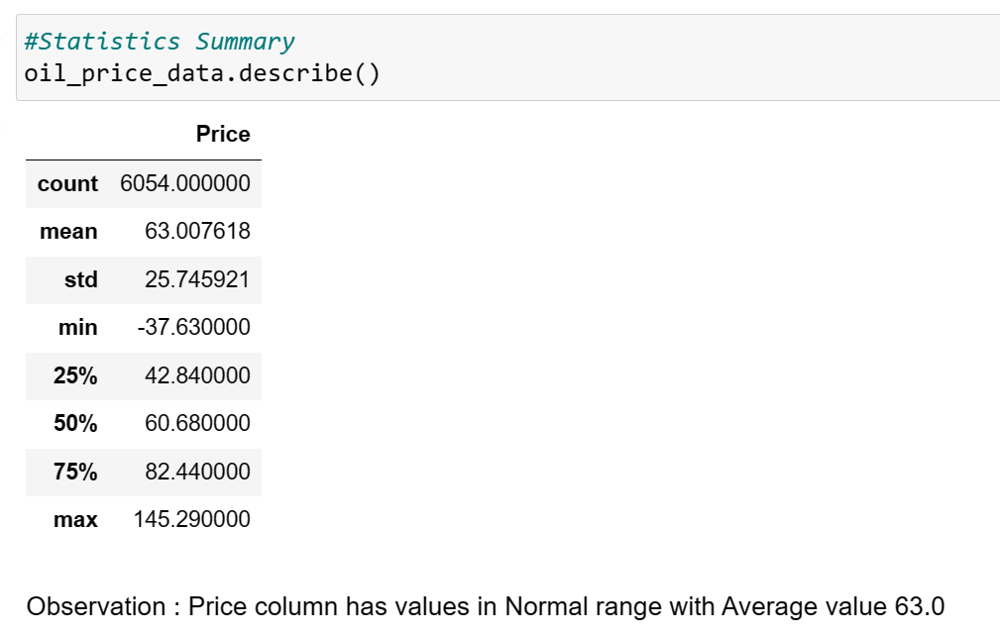 #Statistics Summary
oil_price_data.describe()
Price
count 6054.000000
mean 63.007618
std 25.745921
min -37.630000
25% 42.840000
50% 60.680000
75% 82.440000
max 145.290000
Observation : Price column has values in Normal range with Average value 63.0